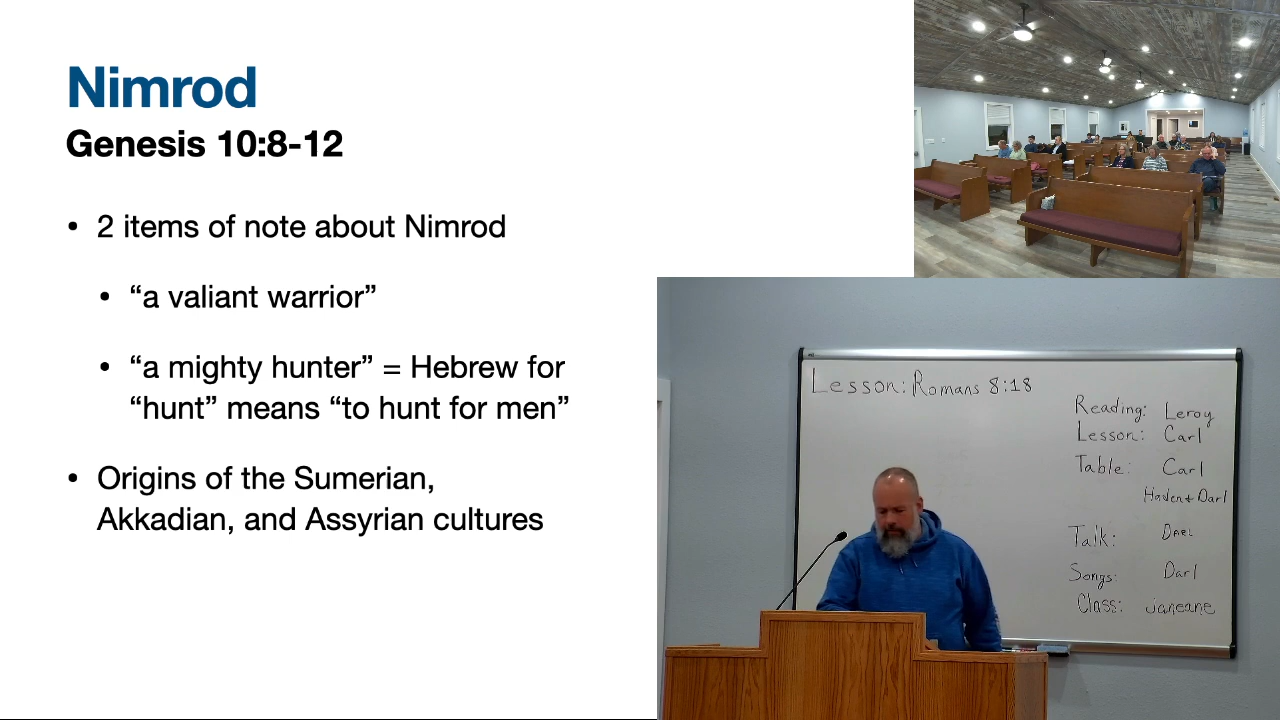 Nimrod
Genesis 10:8-12
• 2 items of note about Nimrod
• “a valiant warrior”
• “a mighty hunter” = Hebrew for
“hunt” means “to hunt for men”
• Origins of the Sumerian,
Akkadian, and Assyrian cultures
Lesson: Romans 8:18
Reading: Leroy
Lesson: Carl
Table: Carl
Haven + Darl
Talk:
Songs: Darl
Class: janeane